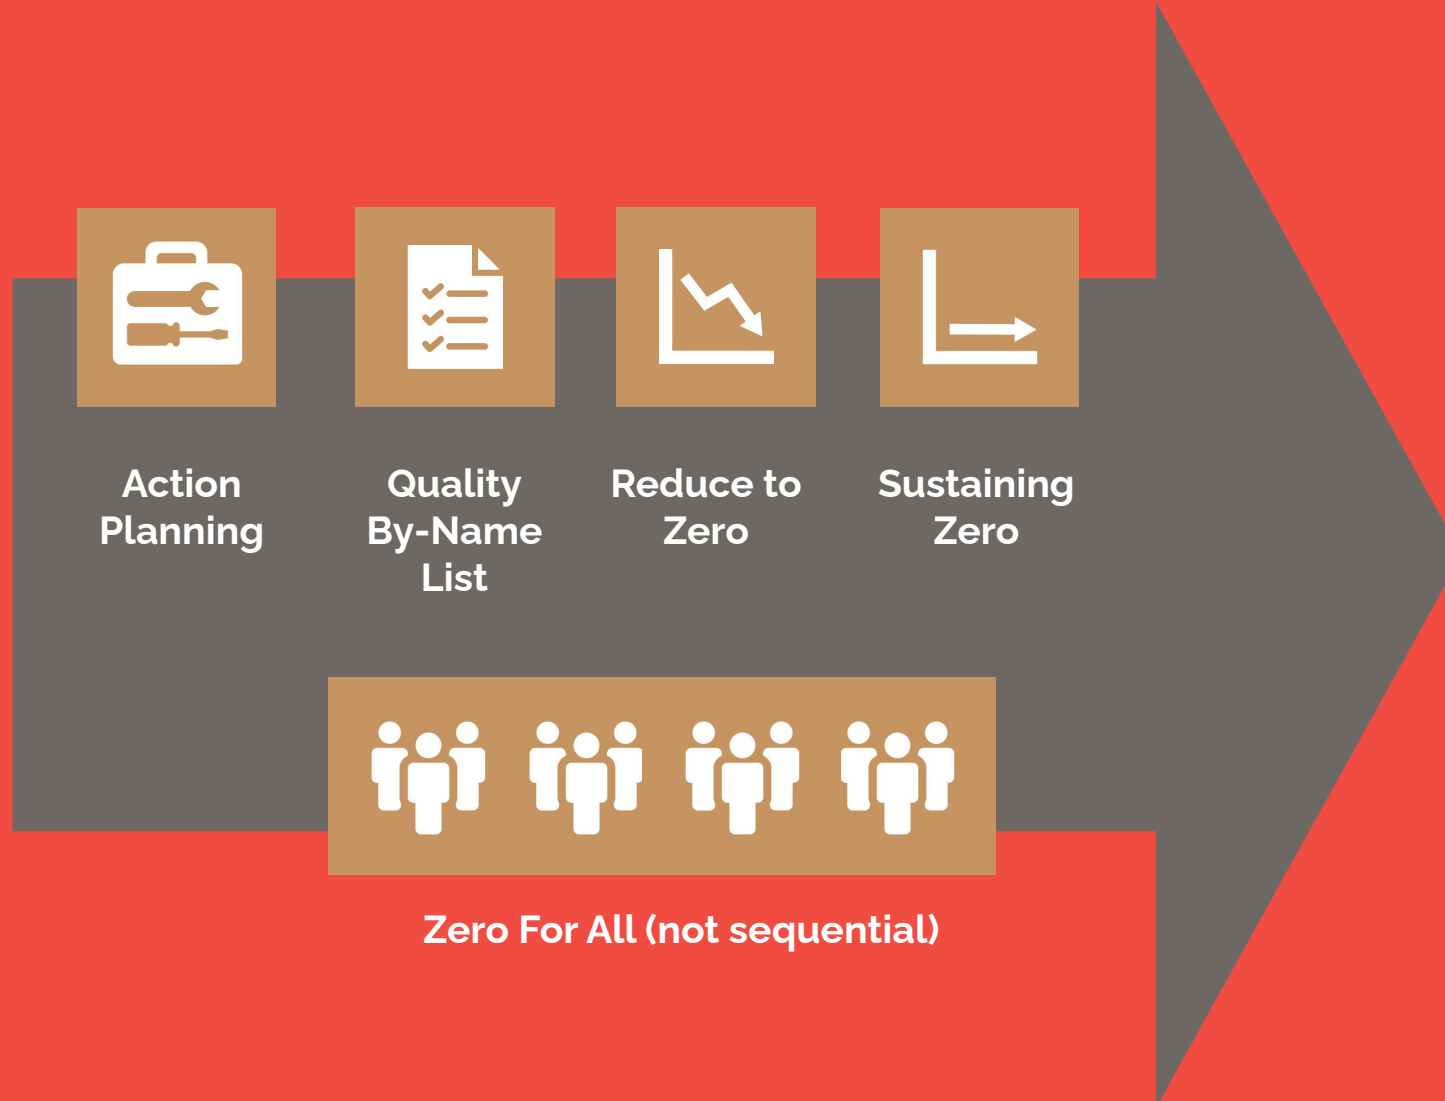 Action
Planning
Quality
By-Name
List
Reduce to
Zero
Sustaining
Zero
Zero For All (not sequential)